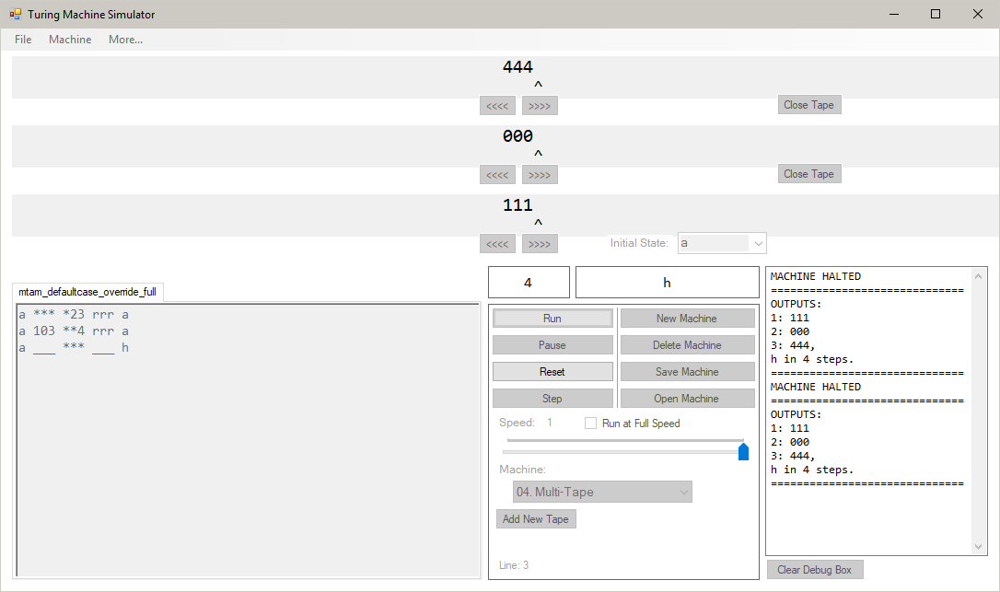 Turing Machine Simulator
File Machine More...
444
^
<<<< >>>> Close Tape
000
^
<<<< >>>> Close Tape
111
^
<<<< >>>> Initial State: a
mtam_defaultcase_override_full
a *** *23 rrr a
a 103 **4 rrr a
a ___ *** ___ h
4 h
Run New Machine
Pause Delete Machine
Reset Save Machine
Step Open Machine
Speed: 1 Run at Full Speed
Machine:
04. Multi-Tape
Add New Tape
Line: 3
MACHINE HALTED
==============================
OUTPUTS:
1: 111
2: 000
3: 444,
h in 4 steps.
==============================
MACHINE HALTED
==============================
OUTPUTS:
1: 111
2: 000
3: 444,
h in 4 steps.
==============================
Clear Debug Box